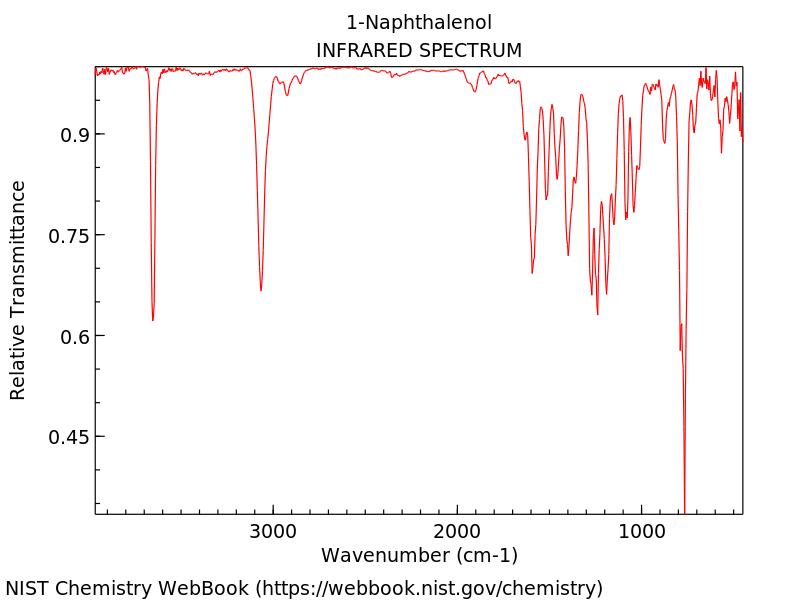 1-Naphthalenol
INFRARED SPECTRUM
Relative Transmittance
0.9
0.75
0.6
0.45
3000 2000 1000
Wavenumber (cm-1)
NIST Chemistry WebBook (https://webbook.nist.gov/chemistry)